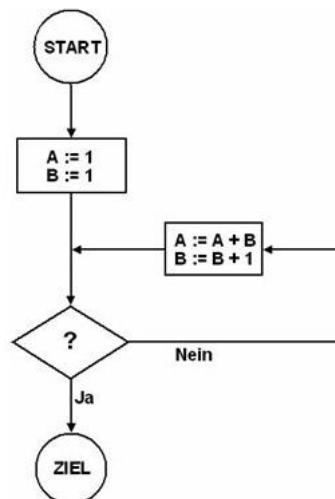 START
A := 1
B := 1
A := A + B
B := B + 1
?
Nein
Ja
ZIEL